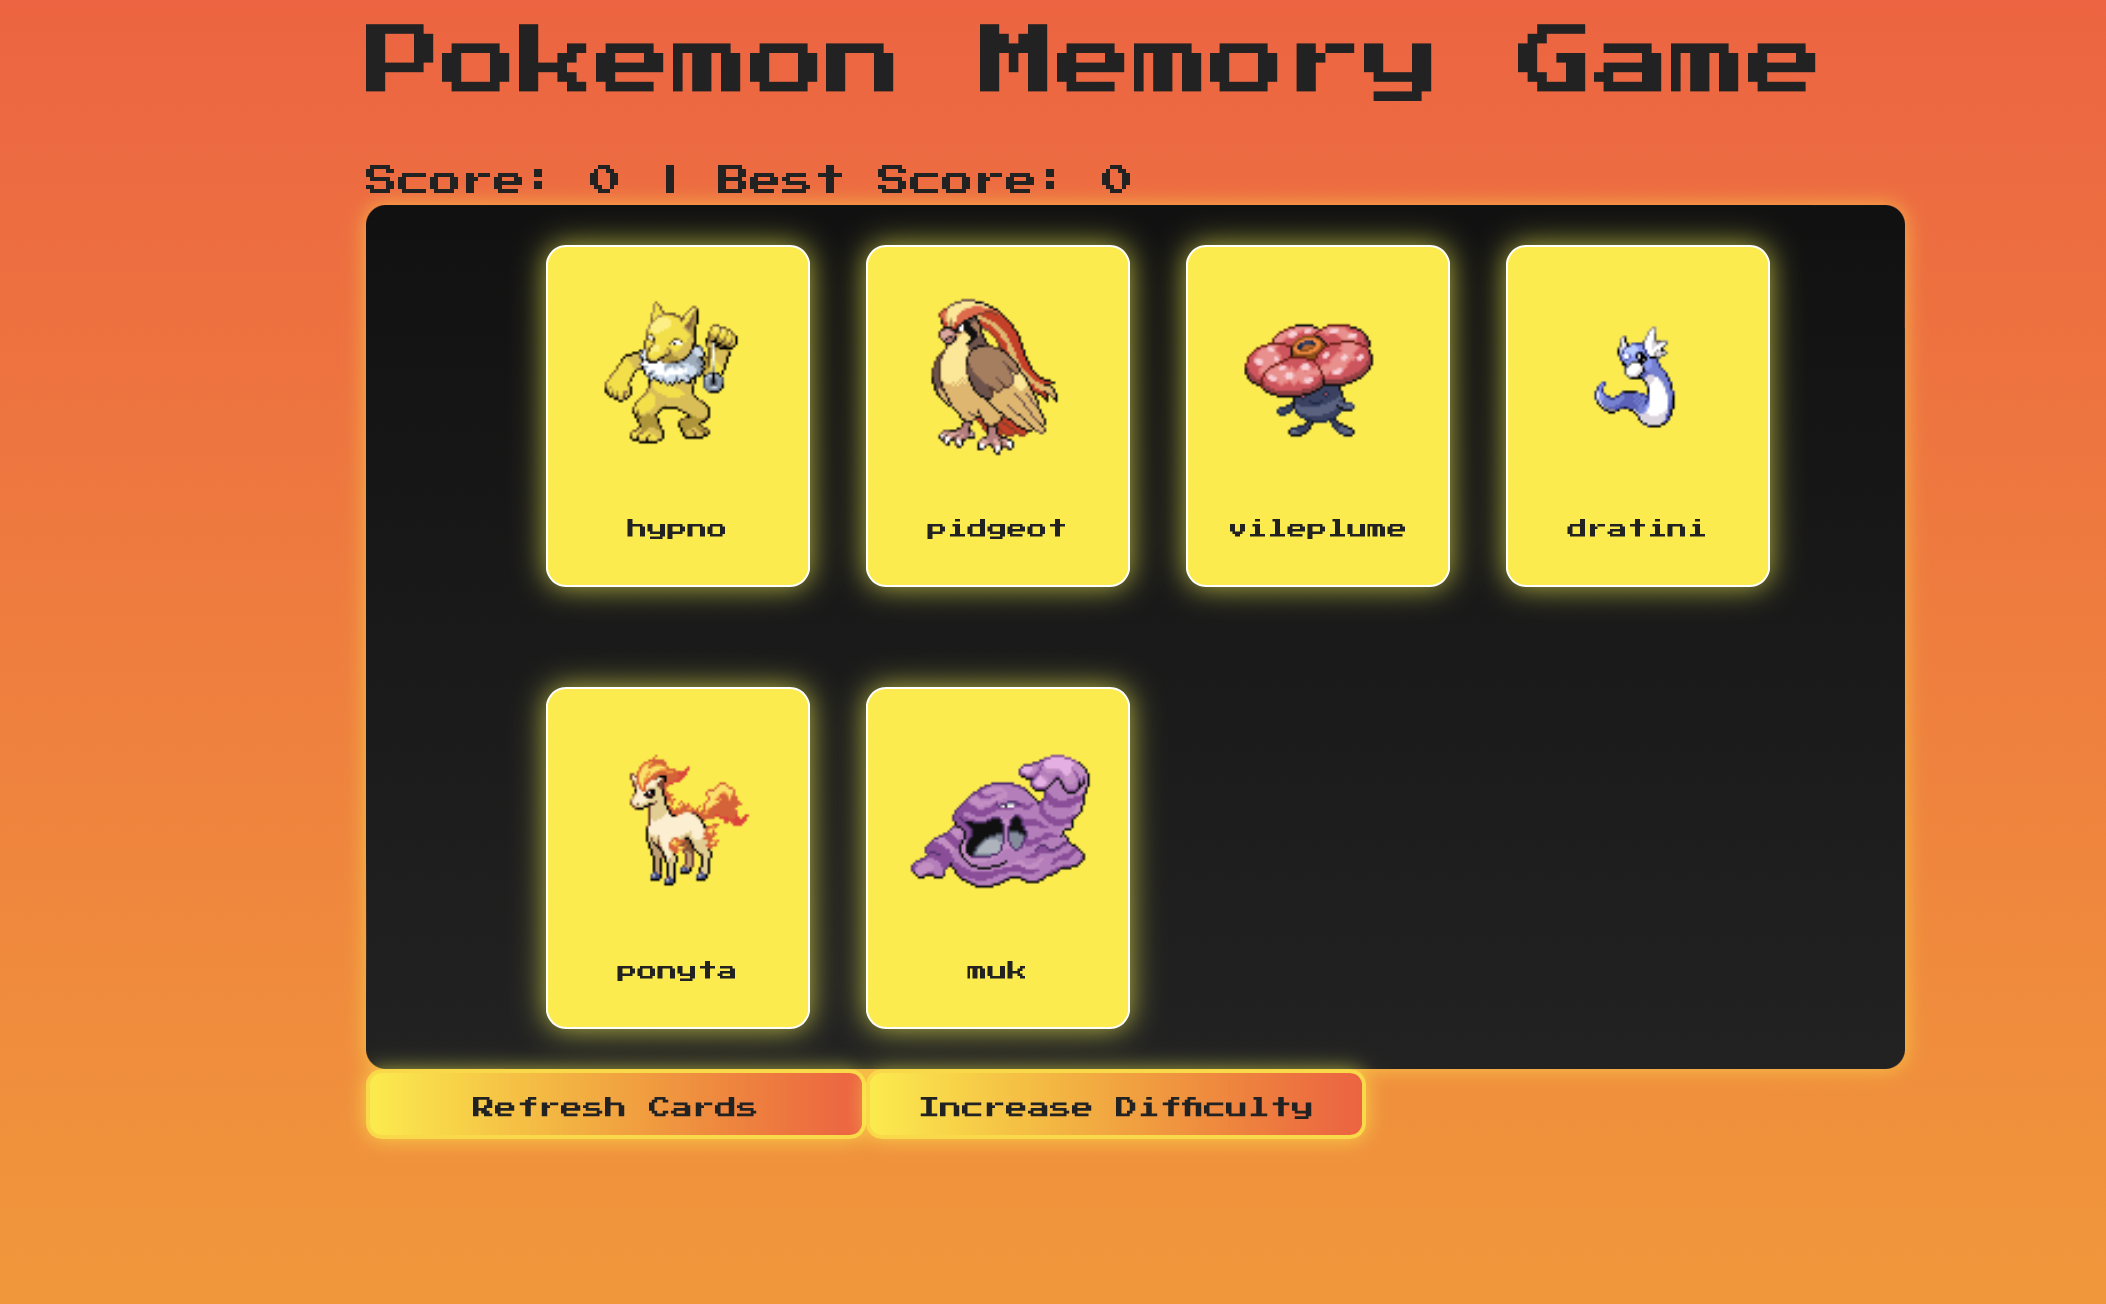 Pokemon Memory Game
Score: 0 | Best Score: 0
hypno
pidgeot
vileplume
dratini
ponyta
muk
Refresh Cards
Increase Difficulty